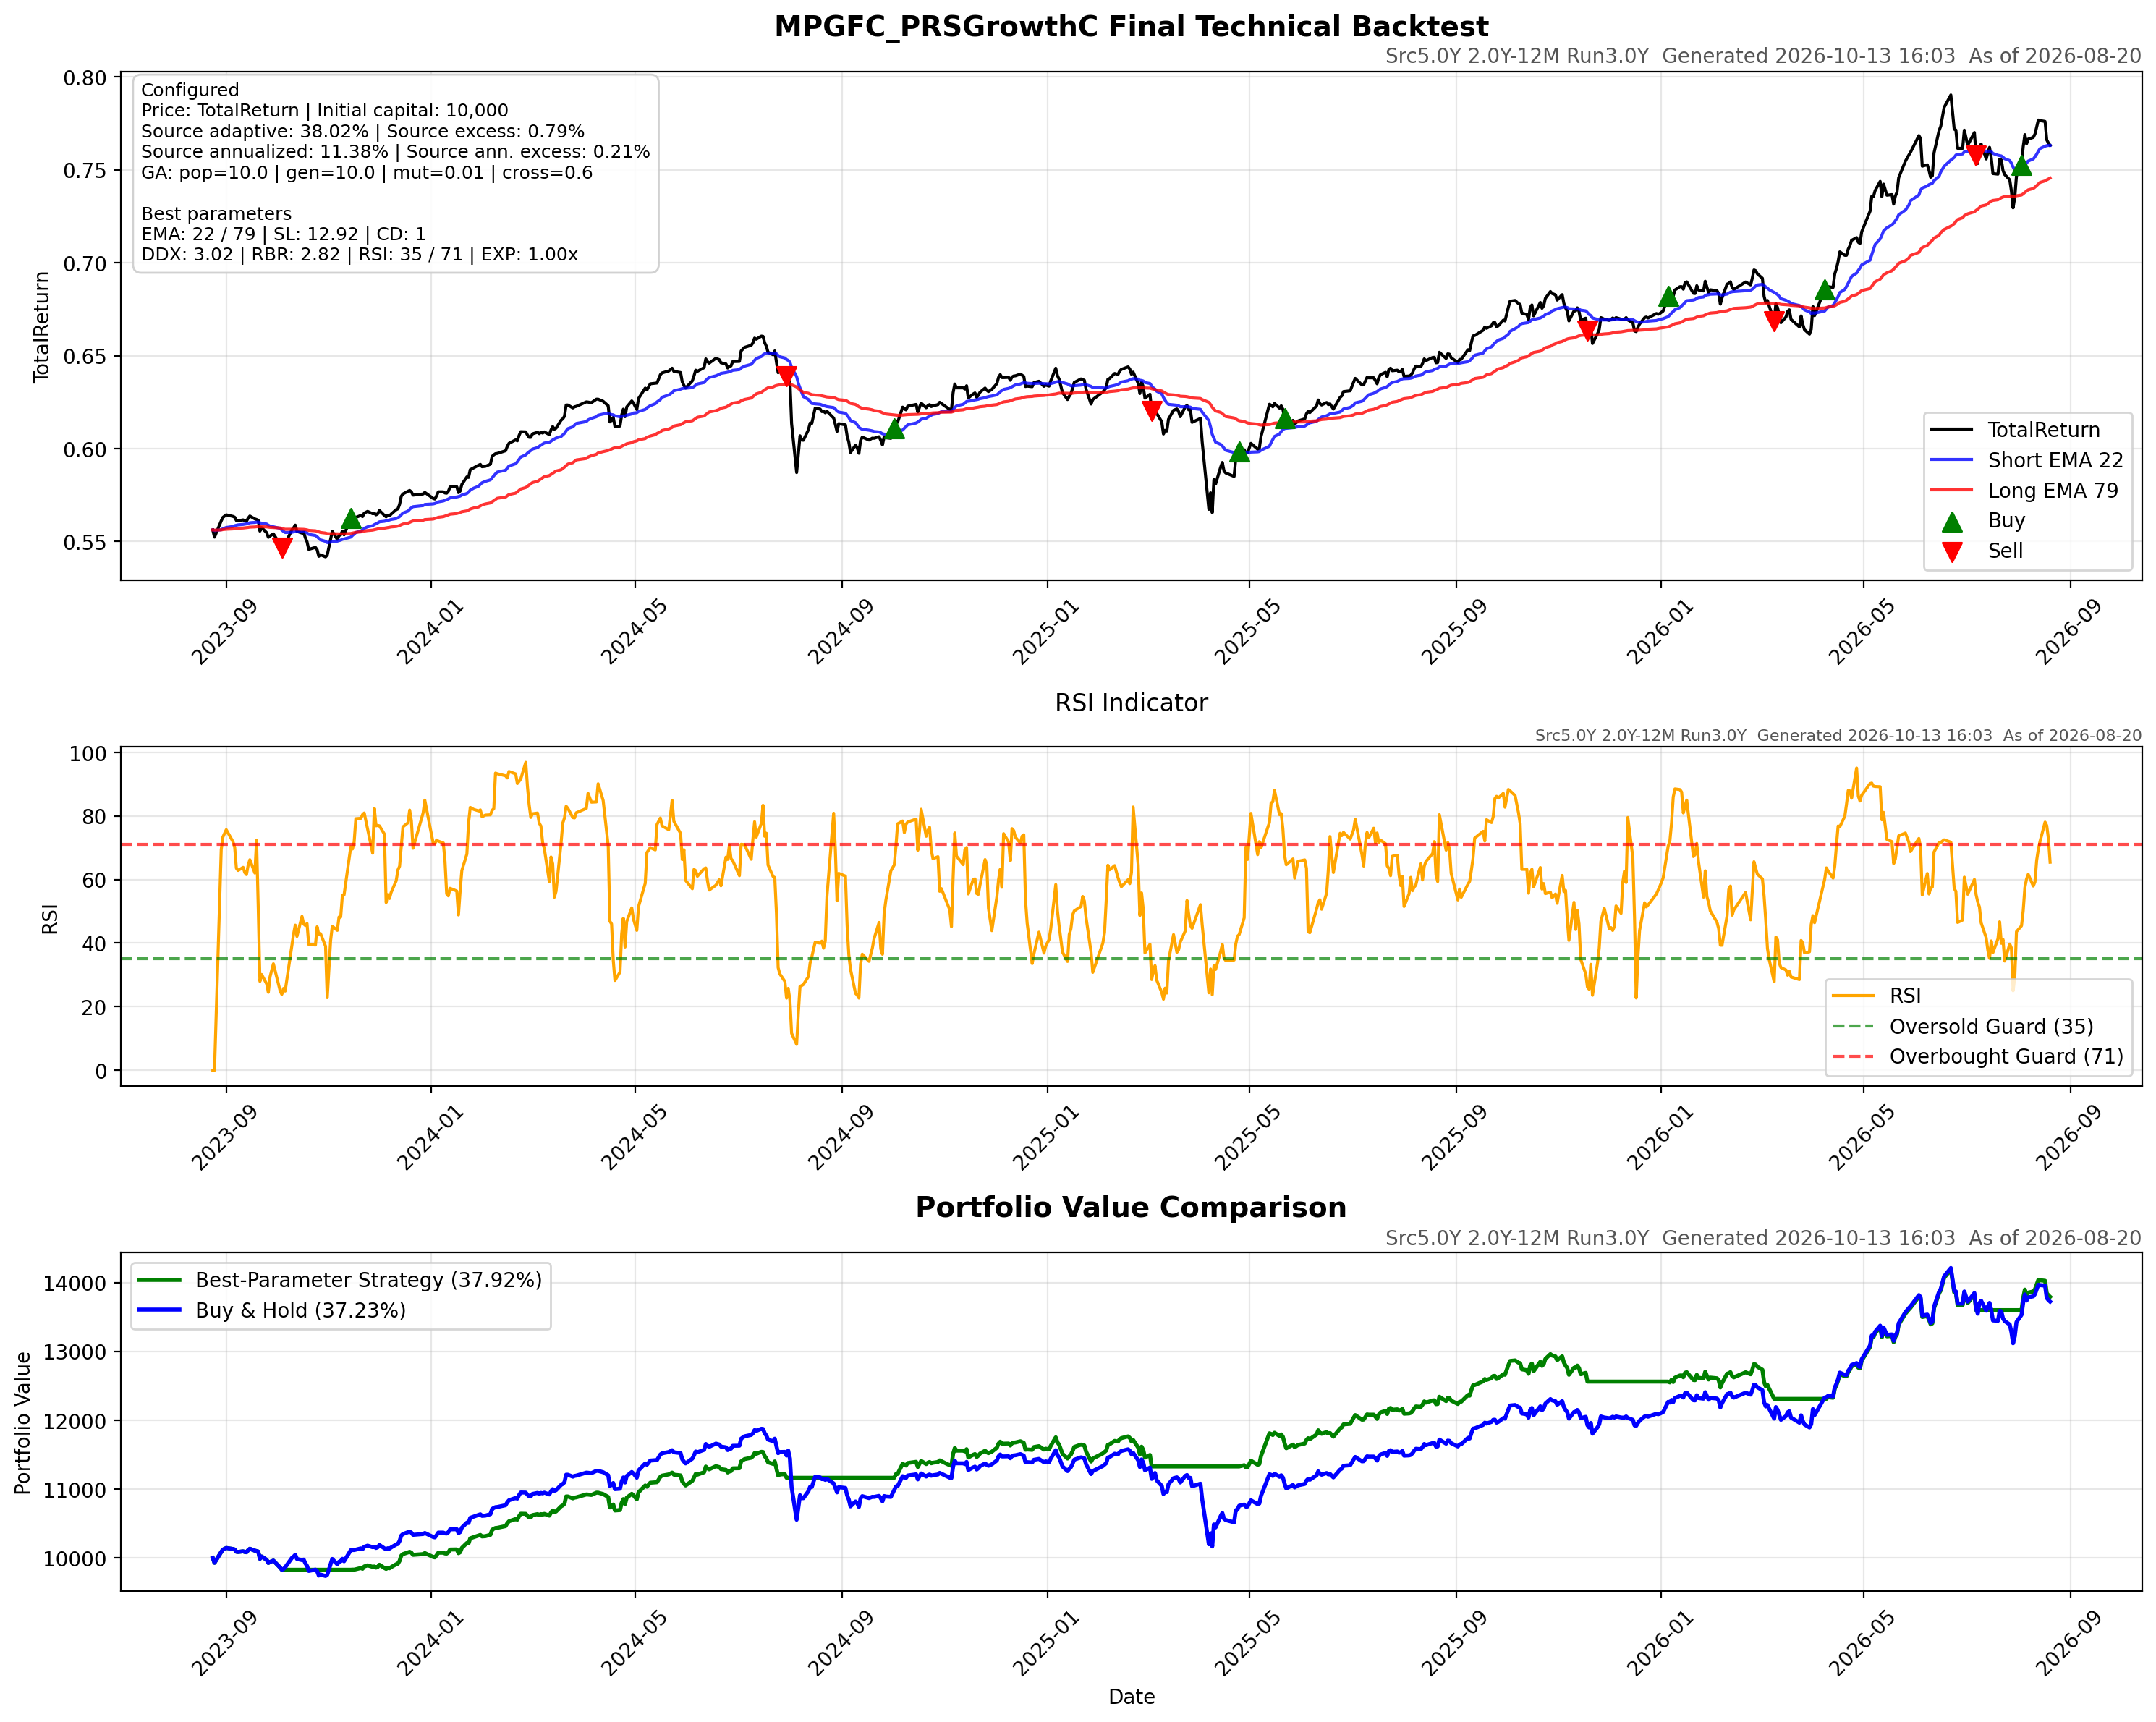 MPGFC_PRSGrowthC Final Technical Backtest
Src5.0Y 2.0Y-12M Run3.0Y  Generated 2026-10-13 16:03  As of 2026-08-20
Configured
Price: TotalReturn | Initial capital: 10,000
Source adaptive: 38.02% | Source excess: 0.79%
Source annualized: 11.38% | Source ann. excess: 0.21%
GA: pop=10.0 | gen=10.0 | mut=0.01 | cross=0.6
Best parameters
EMA: 22 / 79 | SL: 12.92 | CD: 1
DDX: 3.02 | RBR: 2.82 | RSI: 35 / 71 | EXP: 1.00x
TotalReturn
0.80
0.75
0.70
0.65
0.60
0.55
TotalReturn
Short EMA 22
Long EMA 79
Buy
Sell
2023-09
2024-01
2024-05
2024-09
2025-01
2025-05
2025-09
2026-01
2026-05
2026-09
RSI Indicator
Src5.0Y 2.0Y-12M Run3.0Y  Generated 2026-10-13 16:03  As of 2026-08-20
RSI
100
80
60
40
20
0
RSI
Oversold Guard (35)
Overbought Guard (71)
2023-09
2024-01
2024-05
2024-09
2025-01
2025-05
2025-09
2026-01
2026-05
2026-09
Portfolio Value Comparison
Src5.0Y 2.0Y-12M Run3.0Y  Generated 2026-10-13 16:03  As of 2026-08-20
Best-Parameter Strategy (37.92%)
Buy & Hold (37.23%)
Portfolio Value
14000
13000
12000
11000
10000
2023-09
2024-01
2024-05
2024-09
2025-01
2025-05
2025-09
2026-01
2026-05
2026-09
Date